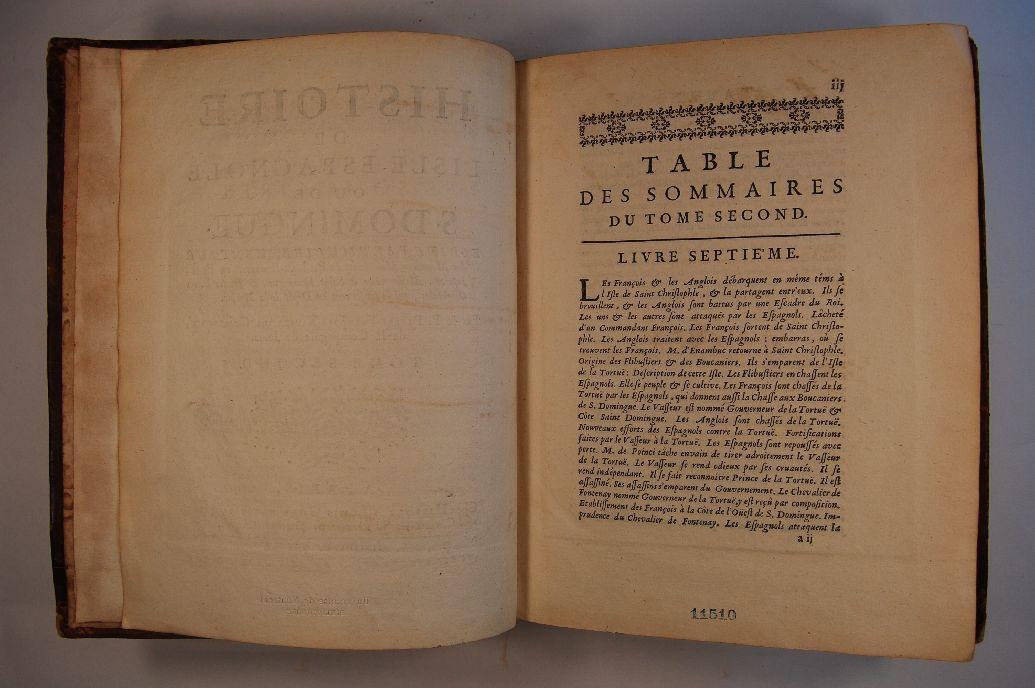 HISTOIRE
L'ISLE ESPAGNOLE
S. DOMINGUE.
iij
TABLE
DES SOMMAIRES
DU TOME SECOND.
LIVRE SEPTIE'ME.
LEs François & les Anglois débarquent en même têms à
l'Isle de Saint Christophle, & la partagent entr'eux. Ils se
brouillent, & les Anglois sont battus par une Escadre du Roi.
Les uns & les autres sont attaqués par les Espagnols. Lâcheté
d'un Commandant François. Les François sortent de Saint Christo-
phle. Les Anglois traitent avec les Espagnols; embarras, où se
trouvent les François. M. d'Enambuc retourne à Saint Christophle.
Origine des Flibustiers & des Boucaniers. Ils s'emparent de l'Isle
de la Tortuë: Description de cette Isle. Les Flibustiers en chassent les
Espagnols. Elle se peuple & se cultive. Les François sont chassés de la
Tortuë par les Espagnols, qui donnent aussi la Chasse aux Boucaniers
de S. Domingue. Le Vasseur est nommé Gouverneur de la Tortuë &
Côte Saint Domingue. Les Anglois sont chassés de la Tortuë.
Nouveaux efforts des Espagnols contre la Tortuë. Fortifications
faites par le Vasseur à la Tortuë. Les Espagnols sont repoussés avec
perte. M. de Poinci tâche envain de tirer adroitement le Vasseur
de la Tortuë. Le Vasseur se rend odieux par ses cruautés. Il se
rend indépendant. Il se fait reconnoître Prince de la Tortuë. Il est
assassiné. Ses assassins s'emparent du Gouvernement. Le Chevalier de
Fontenay nommé Gouverneur de la Tortuë, y est reçû par composition.
Etablissement des François à la Côte de l'Oüest de S. Domingue. Im-
prudence du Chevalier de Fontenay. Les Espagnols attaquent la
a ij
11510